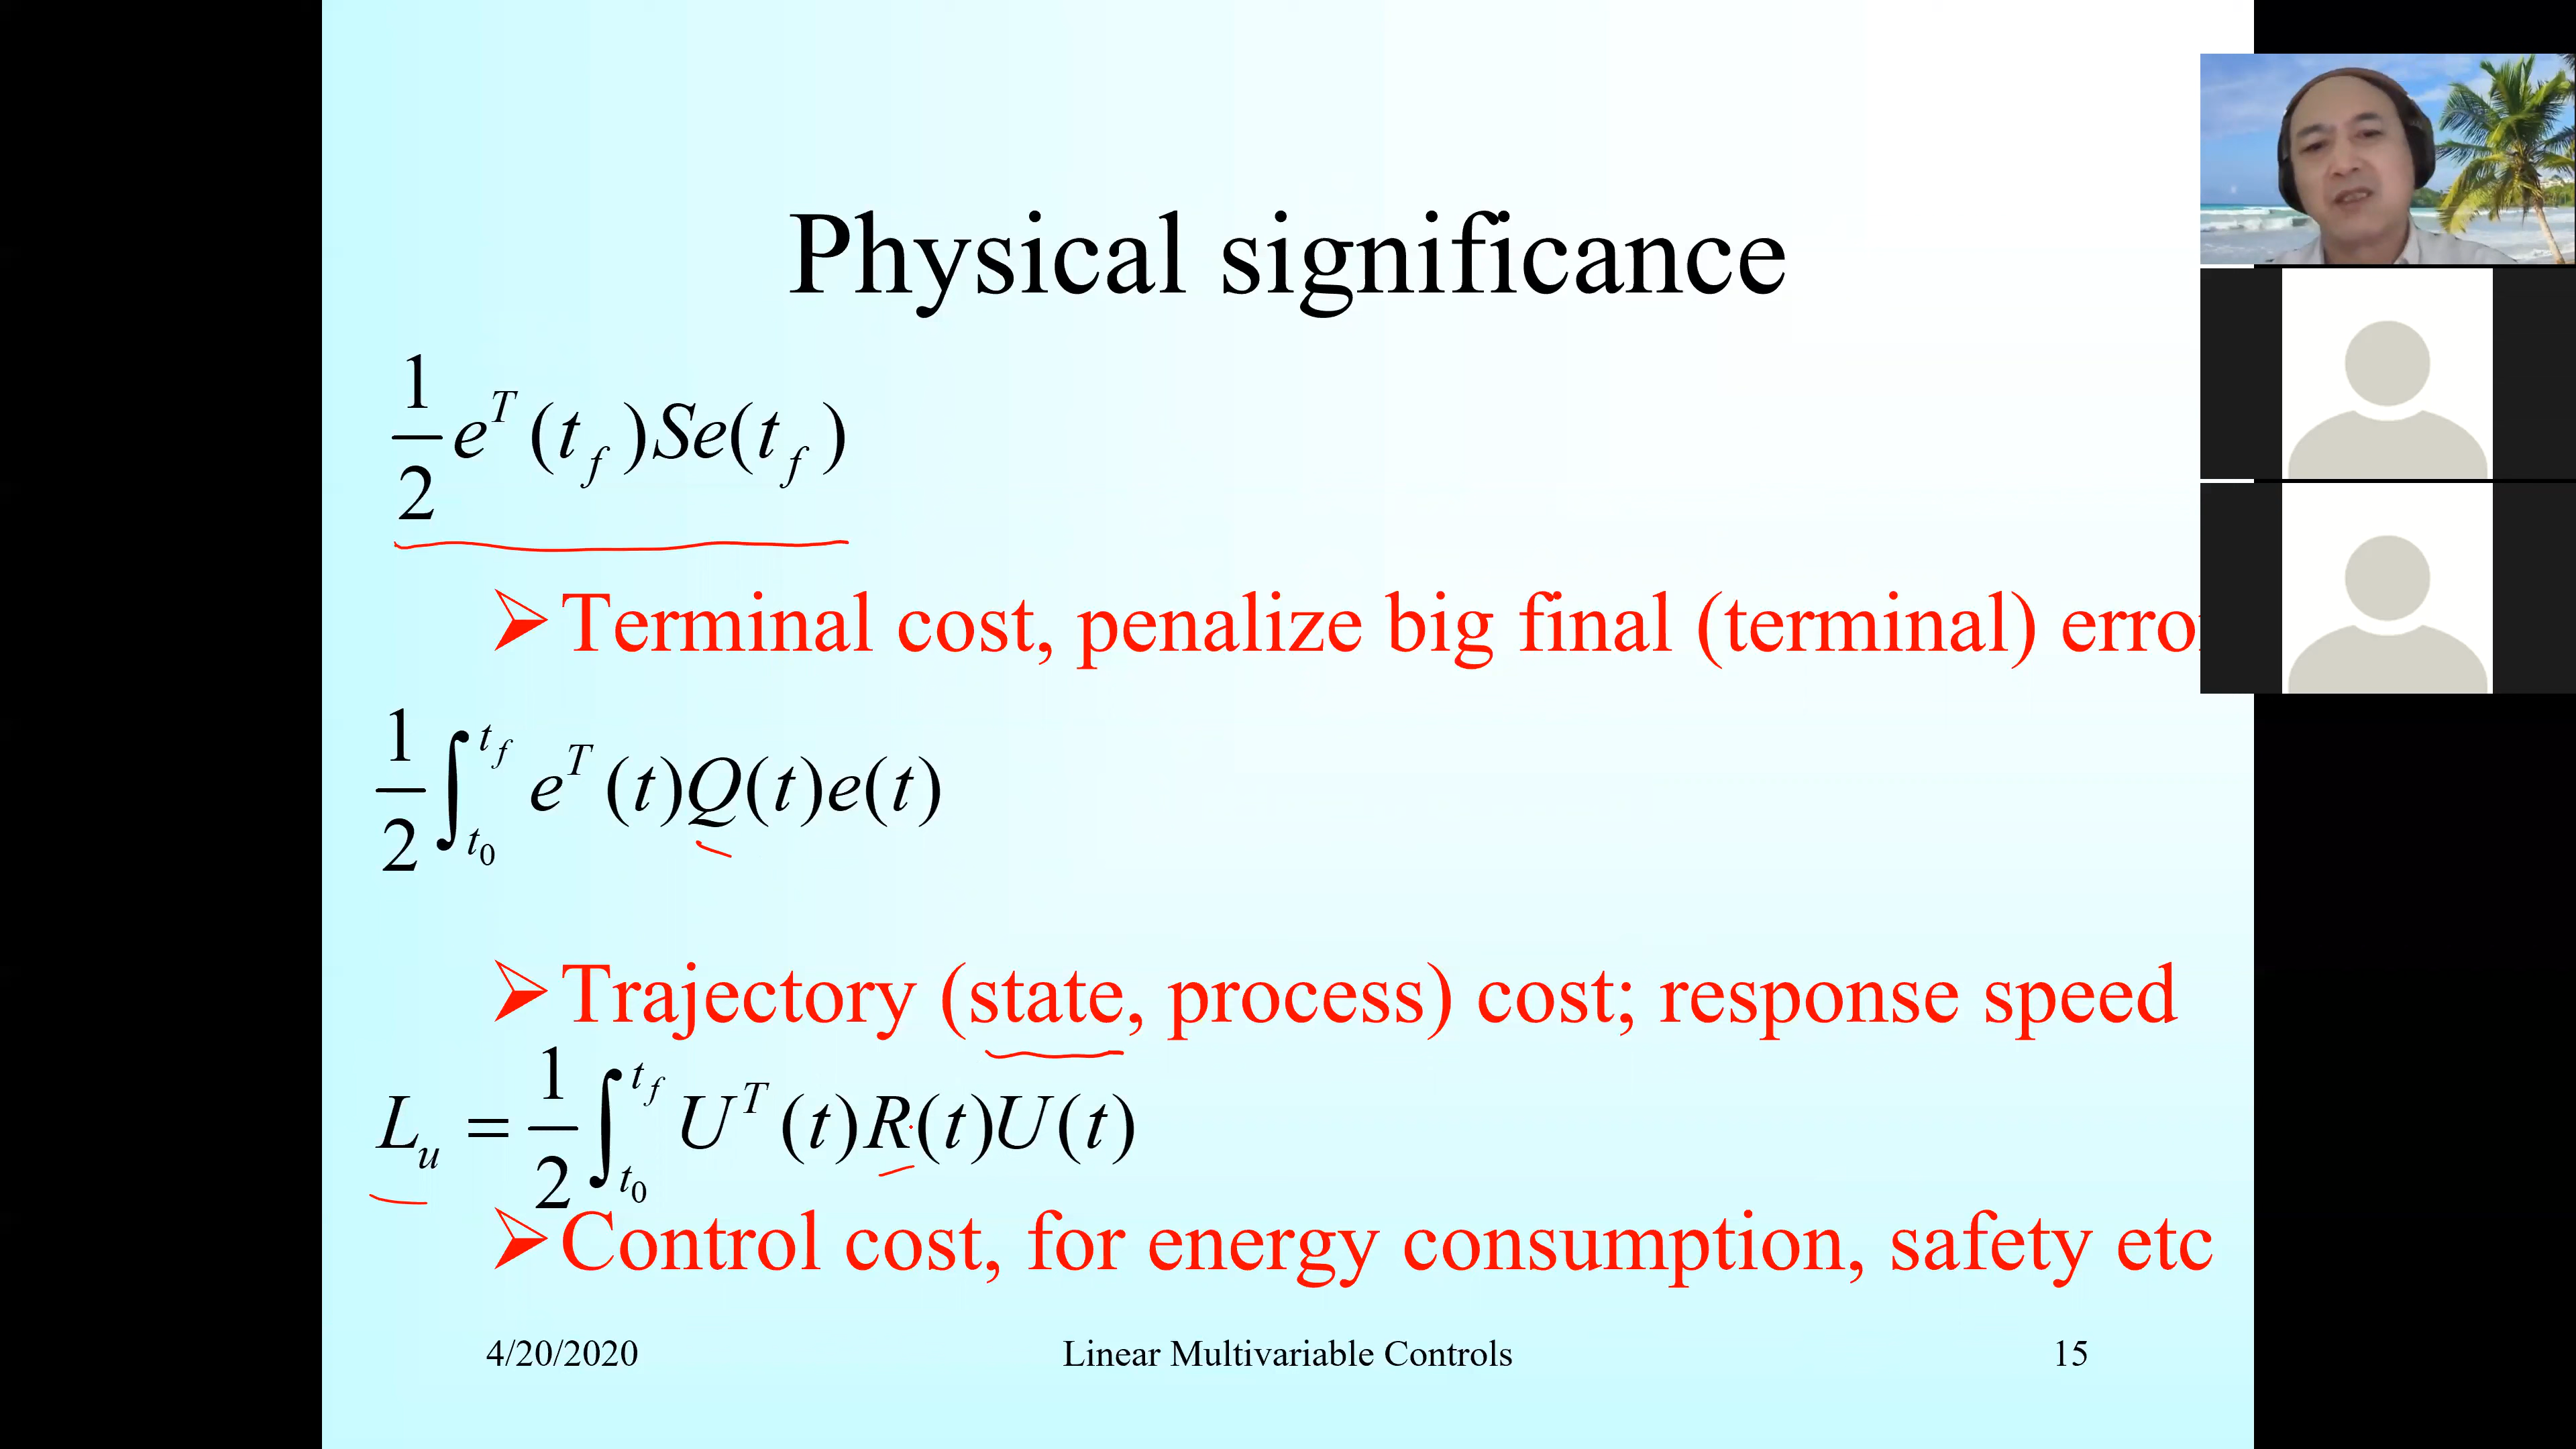 Physical significance
1/2 e^T(t_f)Se(t_f)
➢Terminal cost, penalize big final (terminal)
1/2 ∫_{t_0}^{t_f} e^T(t)Q(t)e(t)
➢Trajectory (state, process) cost; response speed
L_u = 1/2 ∫_{t_0}^{t_f} U^T(t)R(t)U(t)
➢Control cost, for energy consumption, safety etc
4/20/2020 Linear Multivariable Controls 15